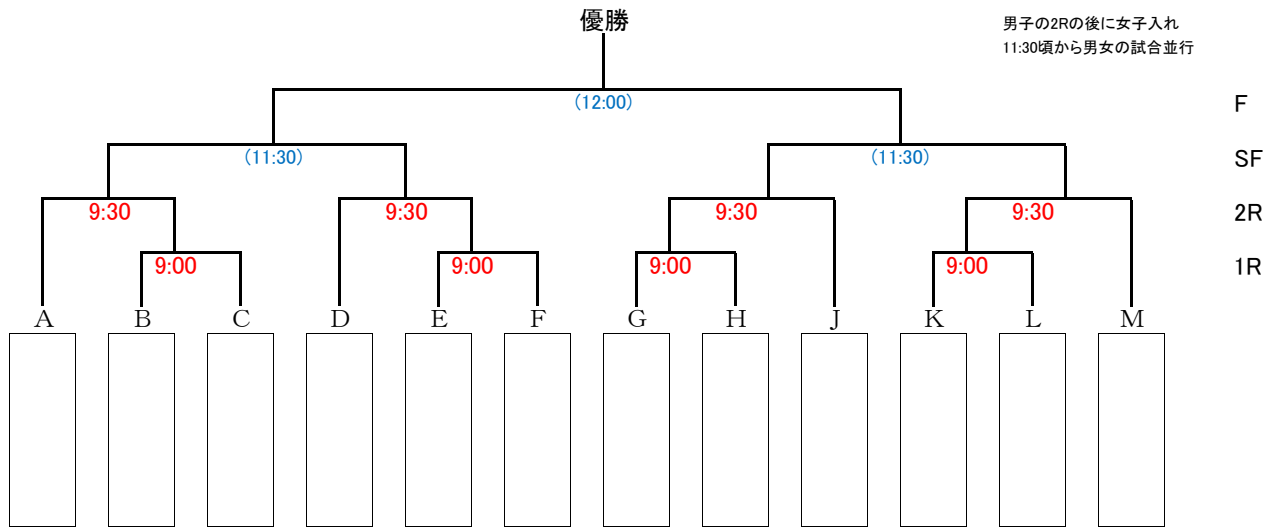 優勝
男子の2Rの後に女子入れ
11:30頃から男女の試合並行
(12:00)
F
(11:30)
(11:30)
SF
9:30
9:30
9:30
9:30
2R
9:00
9:00
9:00
9:00
1R
A
B
C
D
E
F
G
H
J
K
L
M